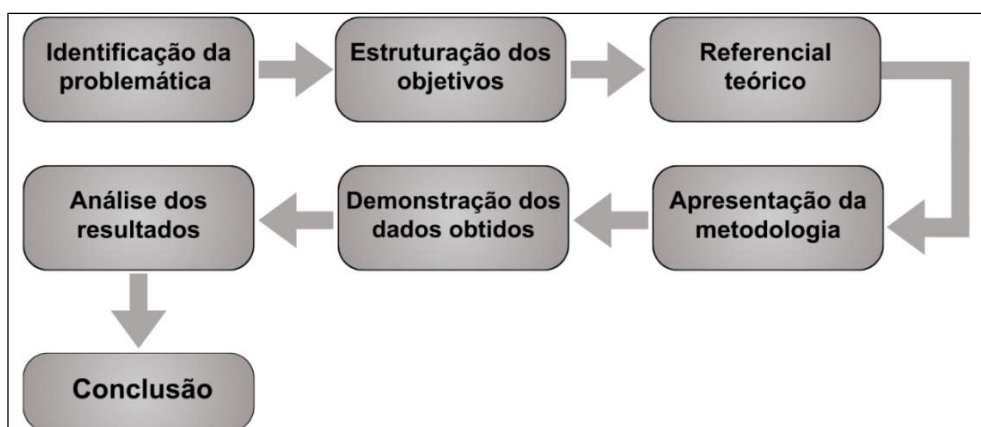 Identificação da
problemática
Estruturação dos
objetivos
Referencial
teórico
Apresentação da
metodologia
Demonstração dos
dados obtidos
Análise dos
resultados
Conclusão